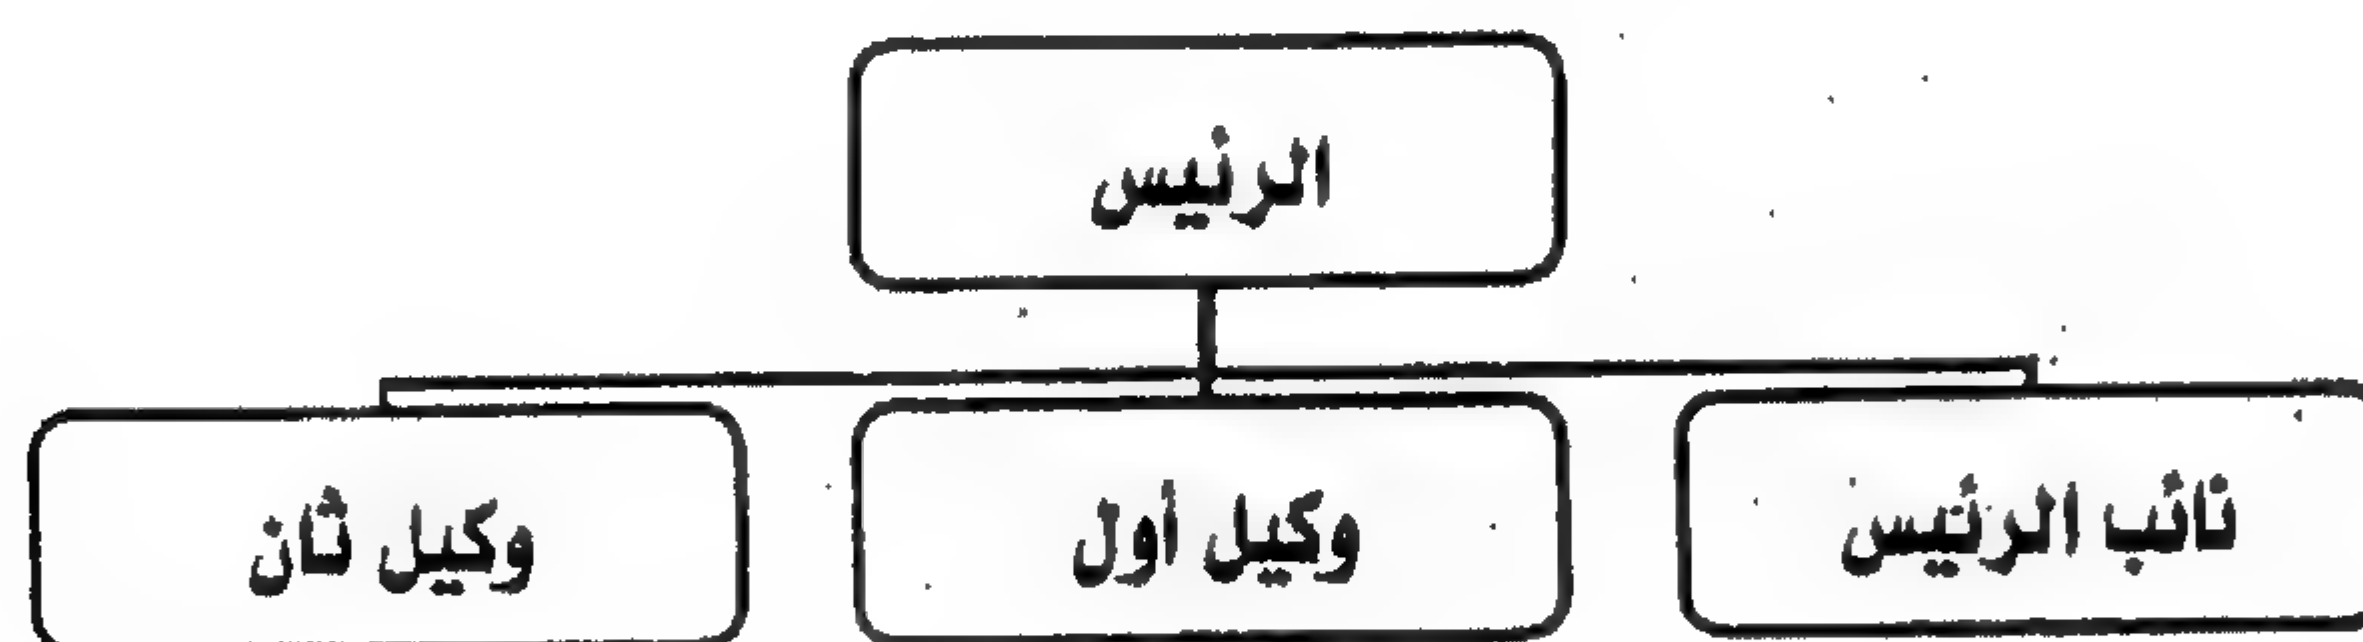 الرئيس
نائب الرئيس
وكيل أول
وكيل ثان